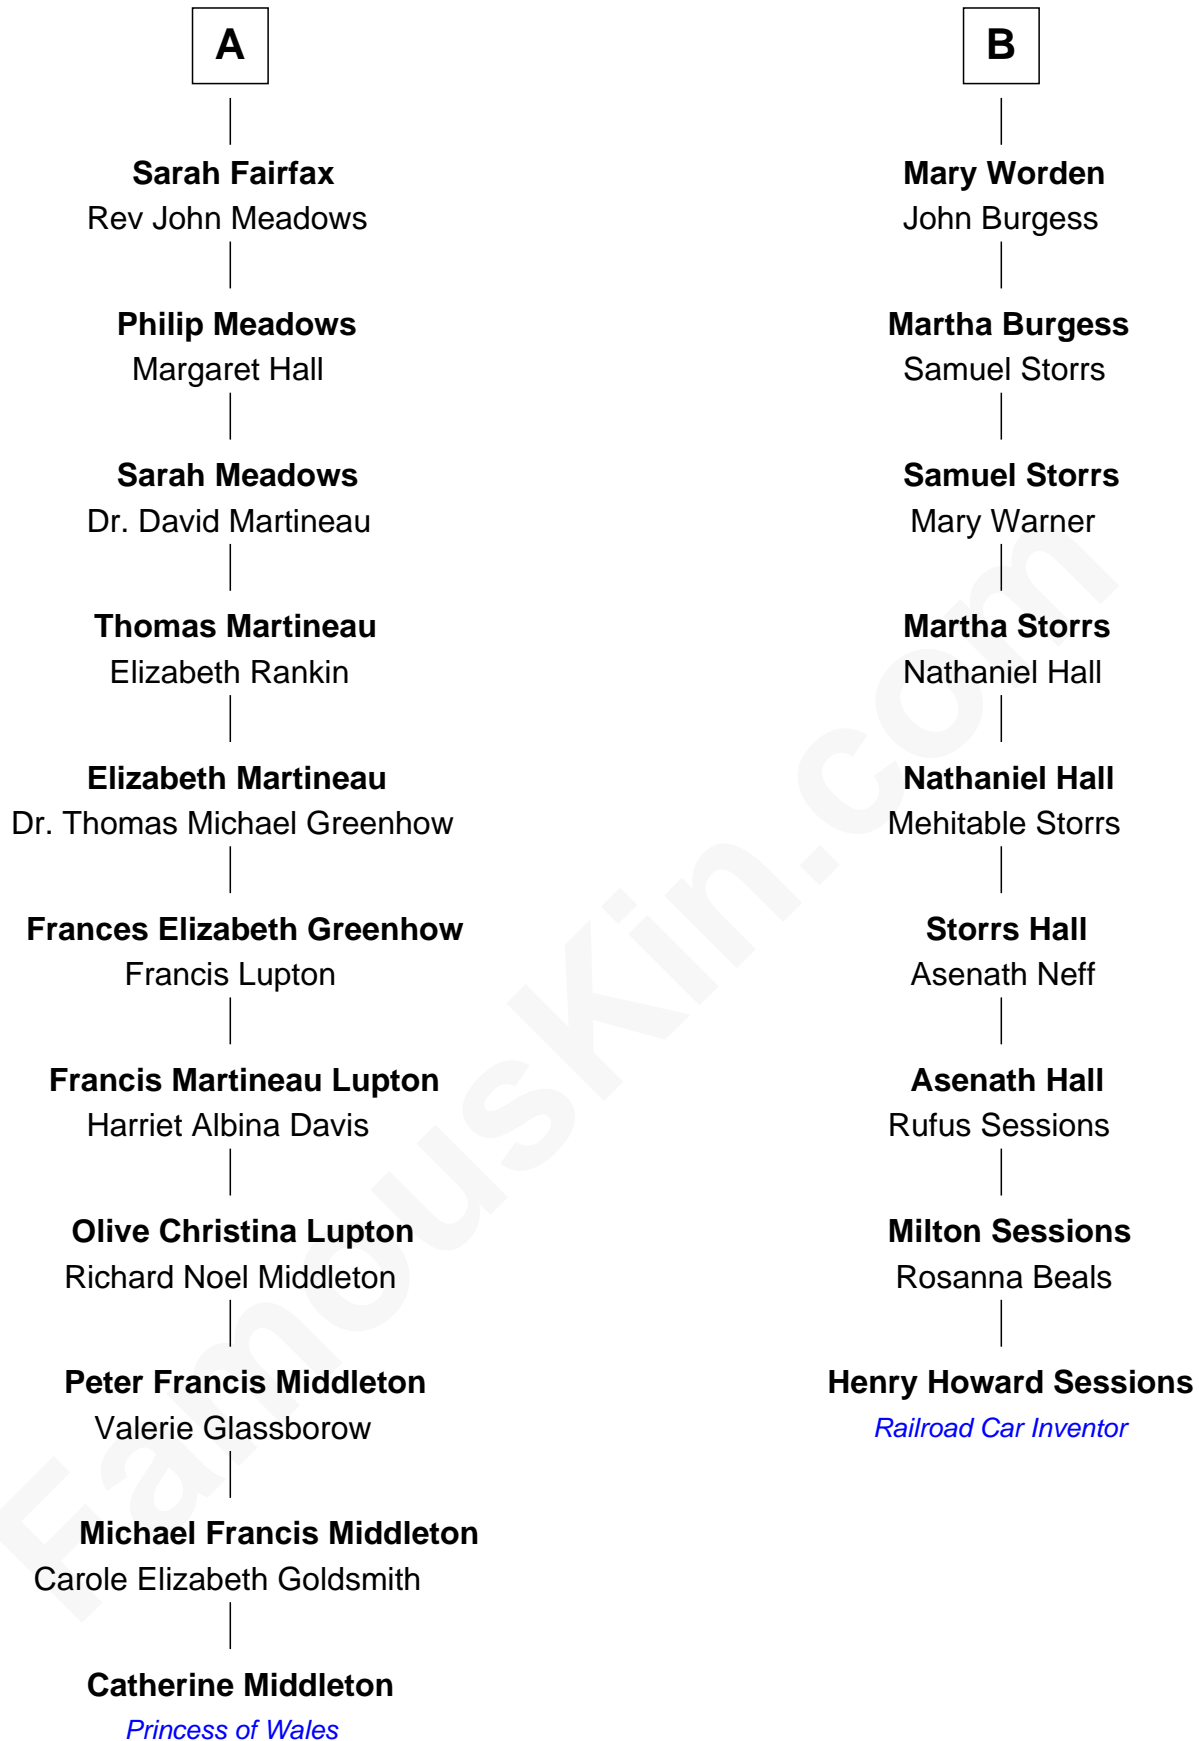 A
Sarah Fairfax
Rev John Meadows
Philip Meadows
Margaret Hall
Sarah Meadows
Dr. David Martineau
Thomas Martineau
Elizabeth Rankin
Elizabeth Martineau
Dr. Thomas Michael Greenhow
Frances Elizabeth Greenhow
Francis Lupton
Francis Martineau Lupton
Harriet Albina Davis
Olive Christina Lupton
Richard Noel Middleton
Peter Francis Middleton
Valerie Glassborow
Michael Francis Middleton
Carole Elizabeth Goldsmith
Catherine Middleton
Princess of Wales
B
Mary Worden
John Burgess
Martha Burgess
Samuel Storrs
Samuel Storrs
Mary Warner
Martha Storrs
Nathaniel Hall
Nathaniel Hall
Mehitable Storrs
Storrs Hall
Asenath Neff
Asenath Hall
Rufus Sessions
Milton Sessions
Rosanna Beals
Henry Howard Sessions
Railroad Car Inventor
FamousKin.com